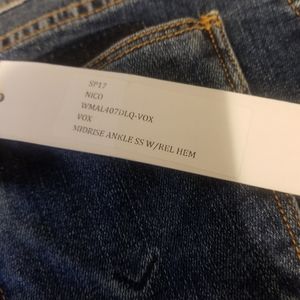 SP17
NICO
WMAL407DLQ-VOX
VOX
MIDRISE ANKLE SS W/REL HEM